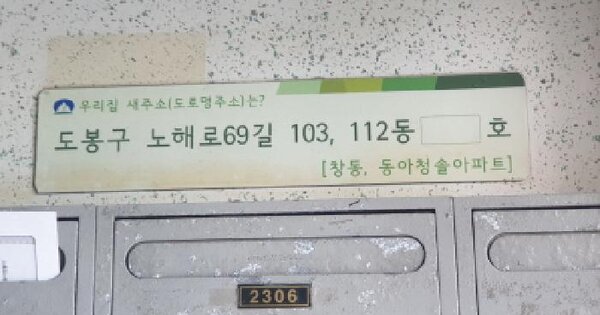 우리집 새주소(도로명주소)는?
도봉구 노해로69길 103, 112동 호
[창동, 동아청솔아파트]
2306